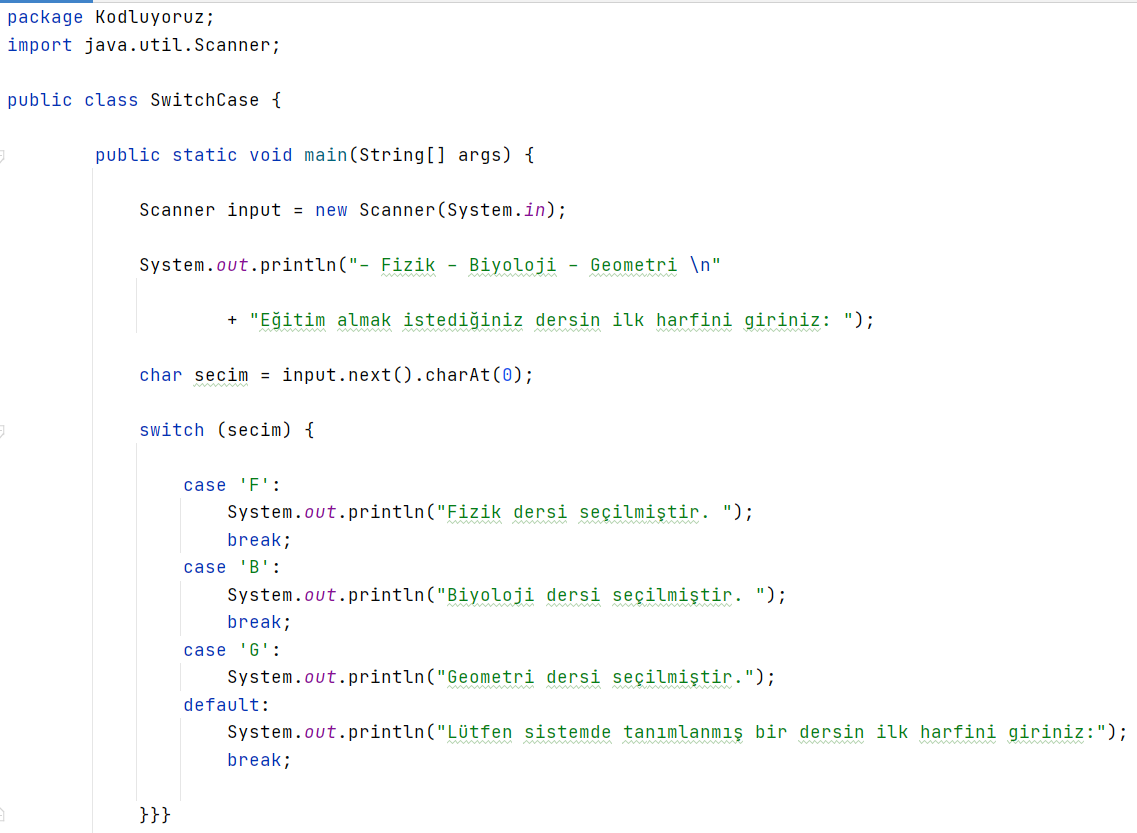 package Kodluyoruz;
import java.util.Scanner;
public class SwitchCase {
public static void main(String[] args) {
Scanner input = new Scanner(System.in);
System.out.println("- Fizik - Biyoloji - Geometri \n"
+ "Eğitim almak istediğiniz dersin ilk harfini giriniz: ");
char secim = input.next().charAt(0);
switch (secim) {
case 'F':
System.out.println("Fizik dersi seçilmiştir. ");
break;
case 'B':
System.out.println("Biyoloji dersi seçilmiştir. ");
break;
case 'G':
System.out.println("Geometri dersi seçilmiştir.");
default:
System.out.println("Lütfen sistemde tanımlanmış bir dersin ilk harfini giriniz:");
break;
}}}